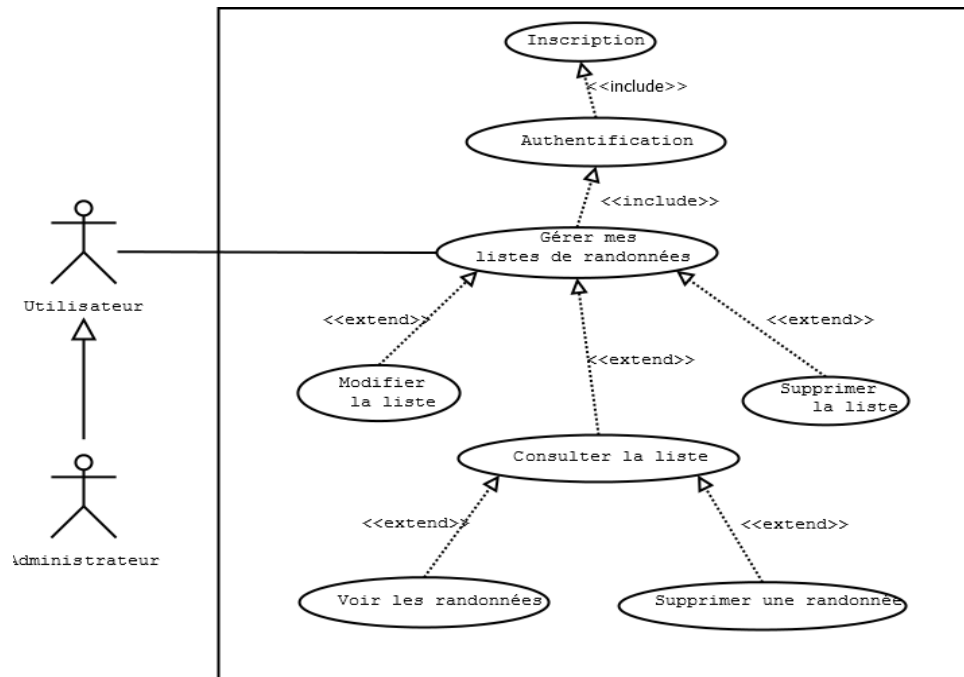 Inscription
<<include>>
Authentification
<<include>>
Gérer mes
listes de randonnées
Utilisateur
<<extend>>
<<extend>>
<<extend>>
Modifier
la liste
Supprimer
la liste
Consulter la liste
<<extend>>
<<extend>>
Administrateur
Voir les randonnées
Supprimer une randonnée